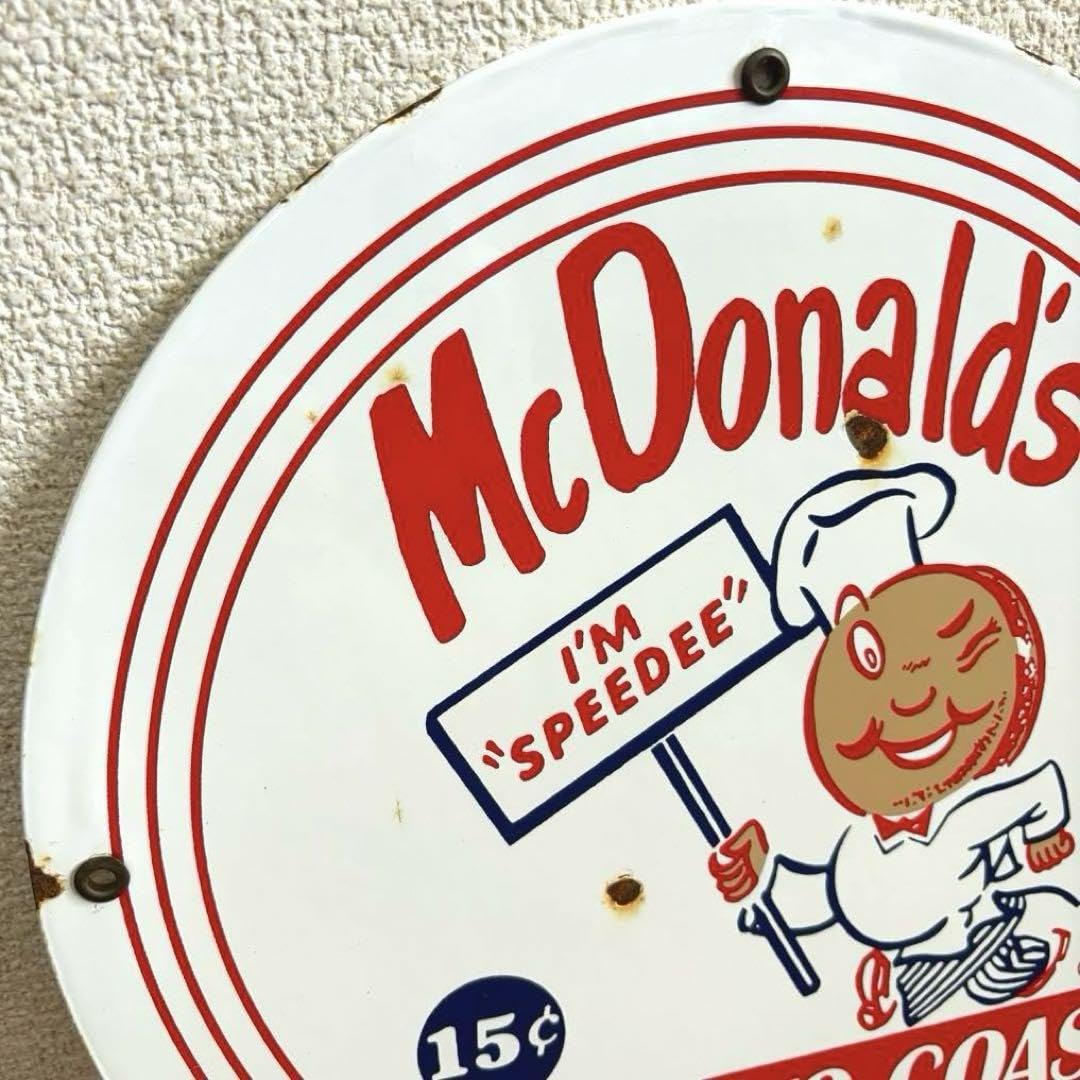 McDonald's
I'M
"SPEEDEE"
15¢